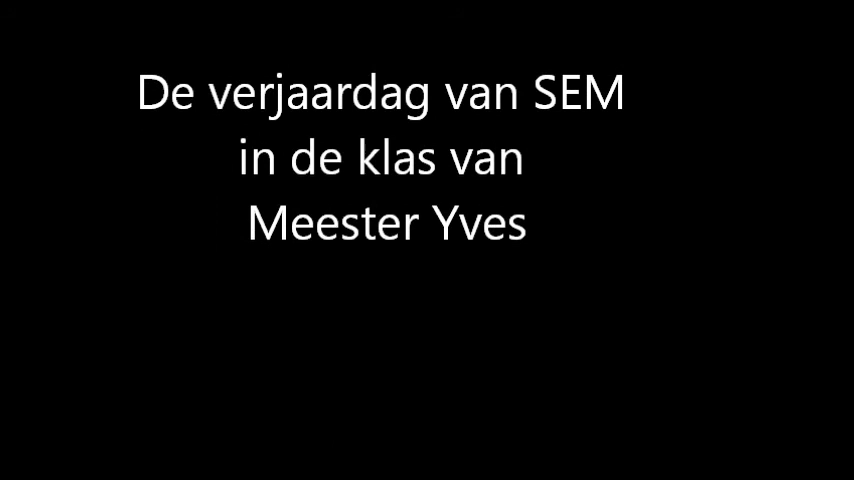 De verjaardag van SEM
in de klas van
Meester Yves